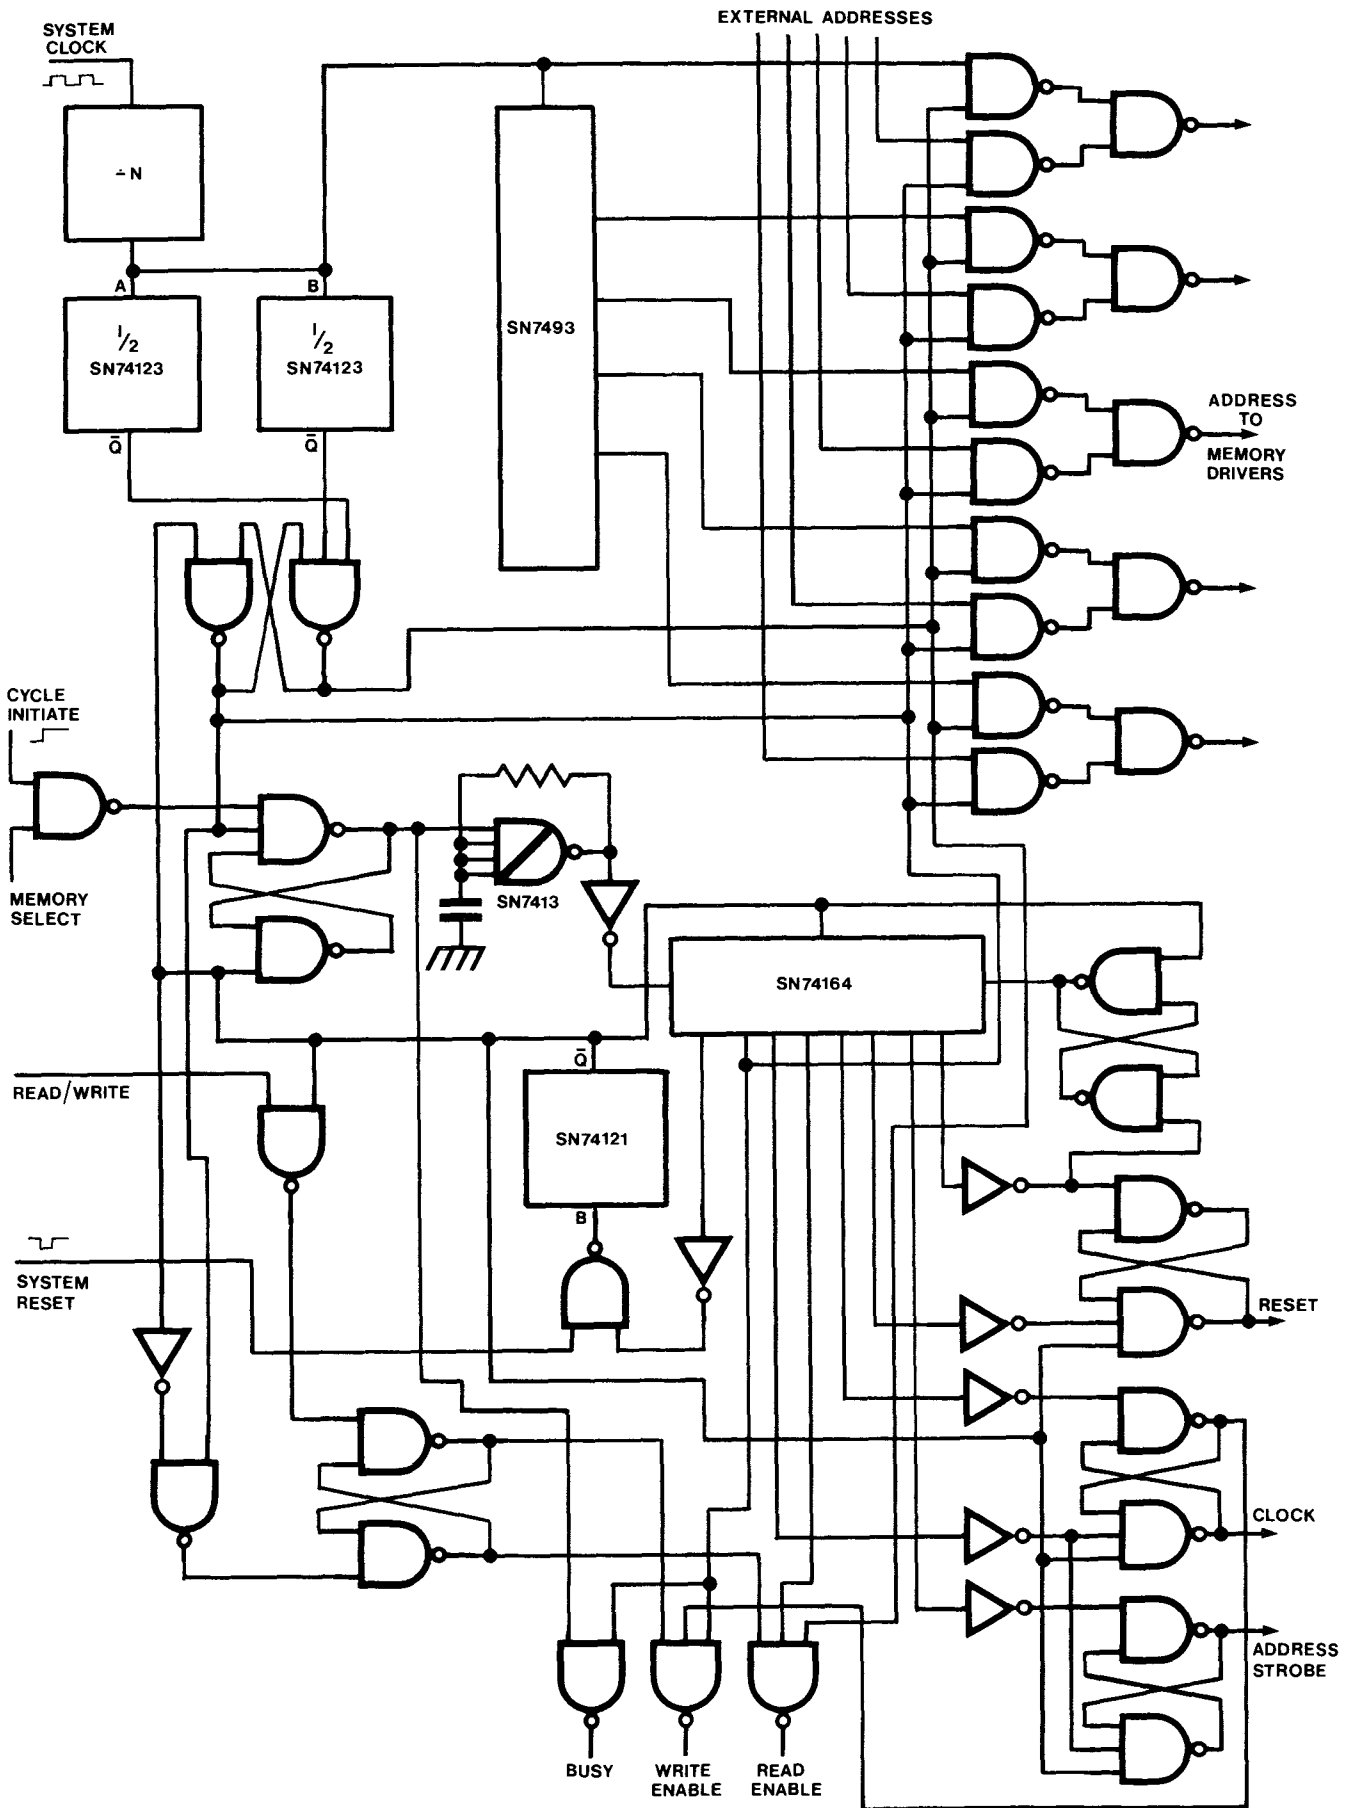 EXTERNAL ADDRESSES
SYSTEM
CLOCK
÷N
A
B
1/2
SN74123
1/2
SN74123
SN7493
Q̄
Q̄
ADDRESS
TO
MEMORY
DRIVERS
CYCLE
INITIATE
MEMORY
SELECT
SN7413
SN74164
Q̄
READ/WRITE
SN74121
B
SYSTEM
RESET
RESET
CLOCK
ADDRESS
STROBE
BUSY
WRITE
ENABLE
READ
ENABLE